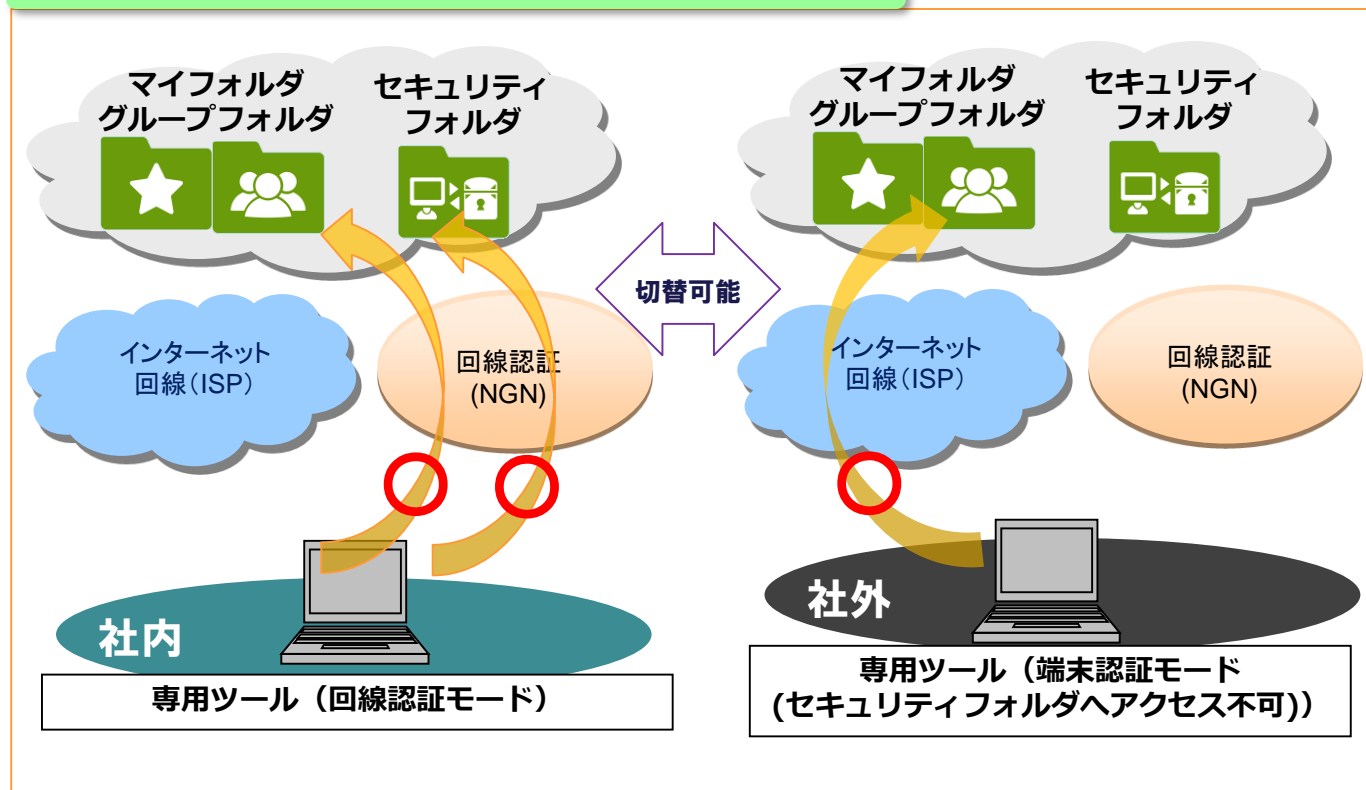 マイフォルダ
グループフォルダ
セキュリティ
フォルダ
インターネット
回線（ISP）
回線認証
(NGN)
社内
専用ツール（回線認証モード）
切替可能
マイフォルダ
グループフォルダ
セキュリティ
フォルダ
インターネット
回線（ISP）
回線認証
(NGN)
社外
専用ツール（端末認証モード
(セキュリティフォルダへアクセス不可)）